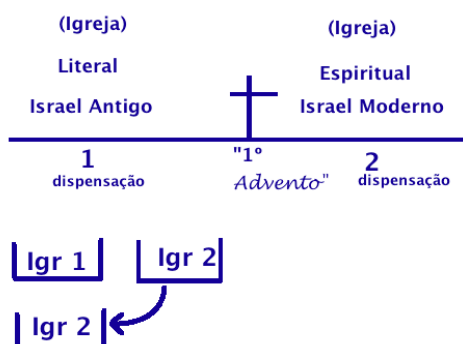 (Igreja)
Literal
Israel Antigo
(Igreja)
Espiritual
Israel Moderno
1
dispensação
"1º
Advento"
2
dispensação
Igr 1
Igr 2
Igr 2